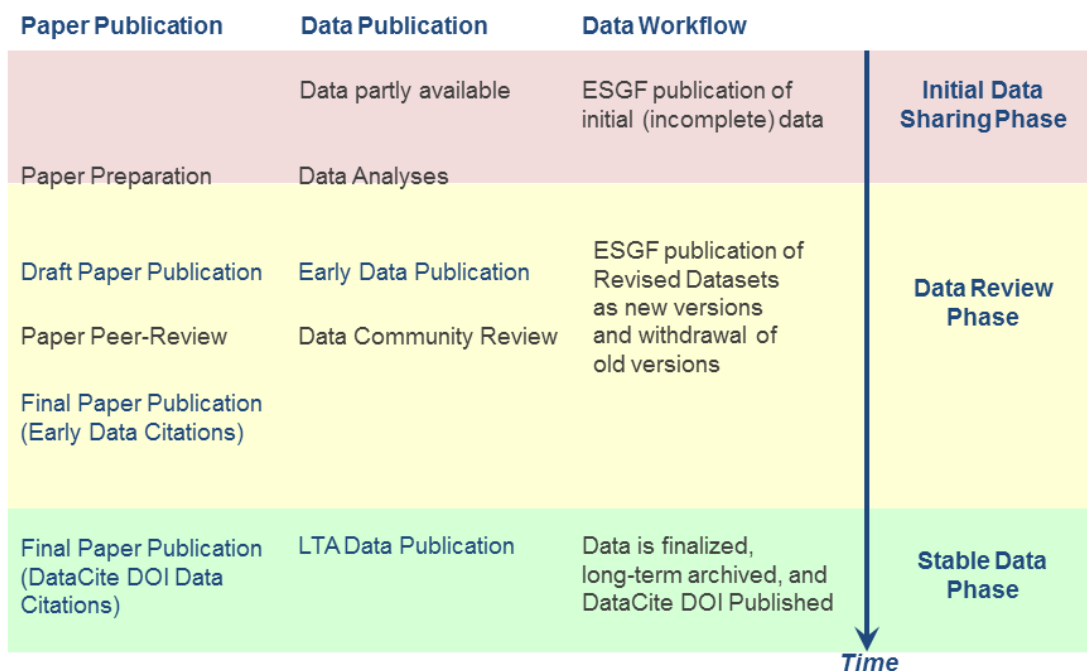 Paper Publication
Data Publication
Data Workflow
Data partly available
ESGF publication of
initial (incomplete) data
Initial Data
Sharing Phase
Paper Preparation
Data Analyses
Draft Paper Publication
Early Data Publication
ESGF publication of
Revised Datasets
as new versions
and withdrawal of
old versions
Data Review
Phase
Paper Peer-Review
Data Community Review
Final Paper Publication
(Early Data Citations)
Final Paper Publication
(DataCite DOI Data
Citations)
LTA Data Publication
Data is finalized,
long-term archived, and
DataCite DOI Published
Stable Data
Phase
Time